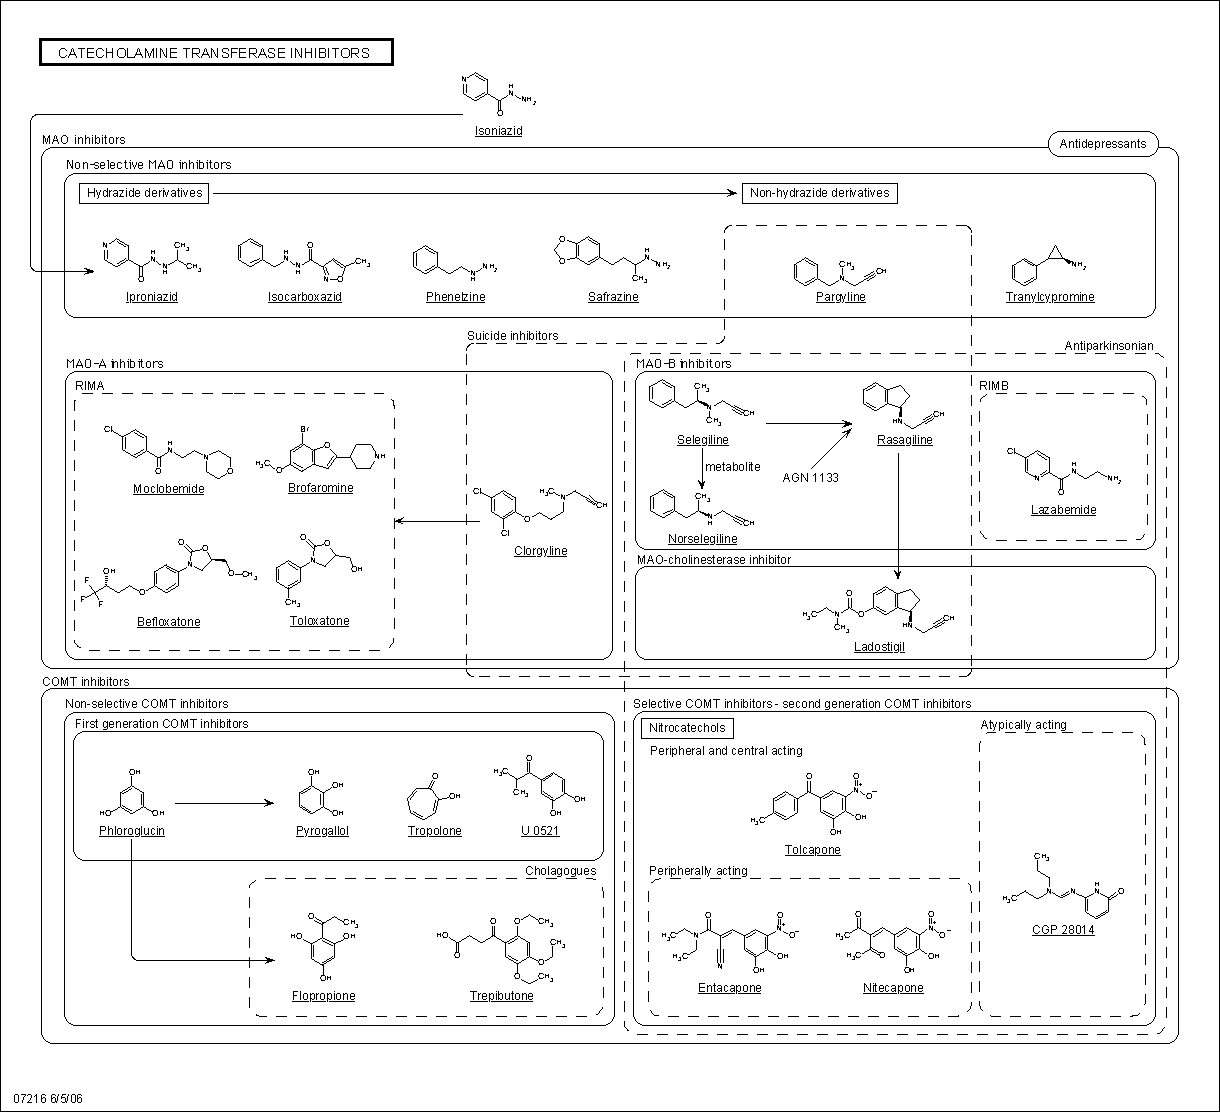 CATECHOLAMINE TRANSFERASE INHIBITORS
Isoniazid
MAO inhibitors
Antidepressants
Non-selective MAO inhibitors
Hydrazide derivatives
Non-hydrazide derivatives
Iproniazid
Isocarboxazid
Phenelzine
Safrazine
Pargyline
Tranylcypromine
Suicide inhibitors
Antiparkinsonian
MAO-A inhibitors
RIMA
Moclobemide
Brofaromine
Befloxatone
Toloxatone
Clorgyline
MAO-B inhibitors
RIMB
Selegiline
Rasagiline
metabolite
AGN 1133
Norselegiline
Lazabemide
MAO-cholinesterase inhibitor
Ladostigil
COMT inhibitors
Non-selective COMT inhibitors
First generation COMT inhibitors
Phloroglucin
Pyrogallol
Tropolone
U 0521
Cholagogues
Flopropione
Trepibutone
Selective COMT inhibitors - second generation COMT inhibitors
Nitrocatechols
Atypically acting
Peripheral and central acting
Tolcapone
Peripherally acting
Entacapone
Nitecapone
CGP 28014
07216 6/5/06